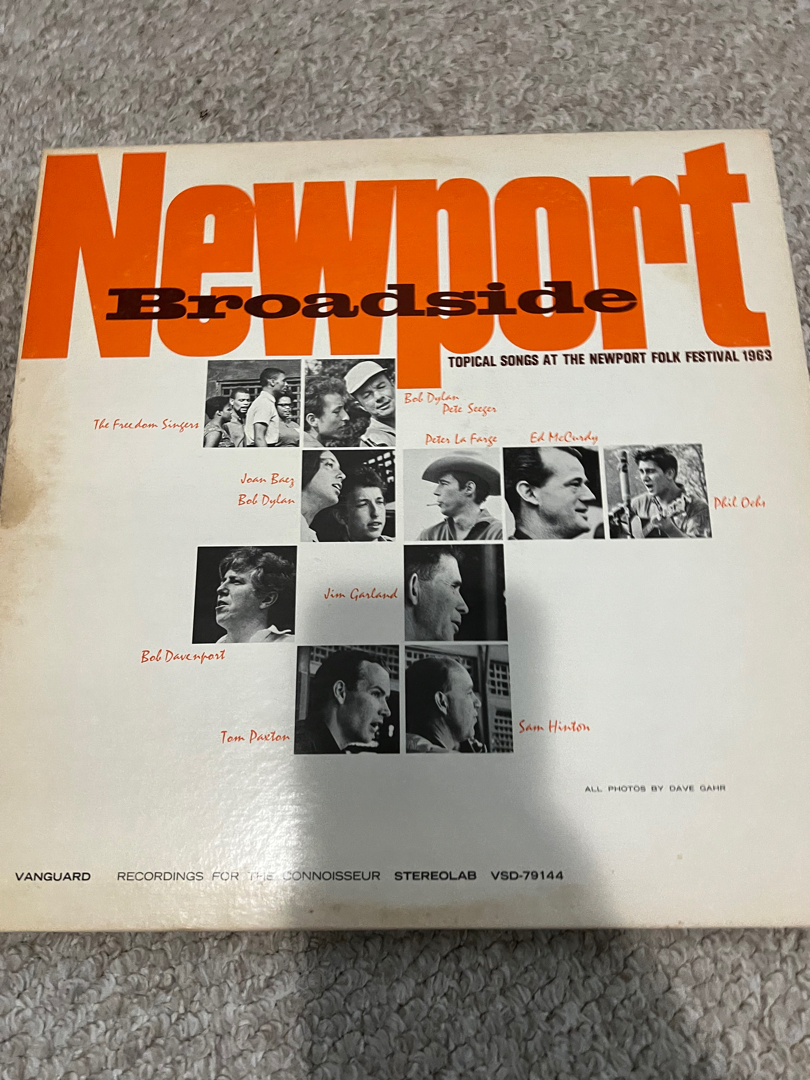 Newport
Broadside
TOPICAL SONGS AT THE NEWPORT FOLK FESTIVAL 1963
The Freedom Singers
Bob Dylan
Pete Seeger
Peter La Farge
Ed McCurdy
Joan Baez
Bob Dylan
Phil Ochs
Jim Garland
Bob Davenport
Tom Paxton
Sam Hinton
ALL PHOTOS BY DAVE GAHR
VANGUARD RECORDINGS FOR THE CONNOISSEUR STEREOLAB VSD-79144